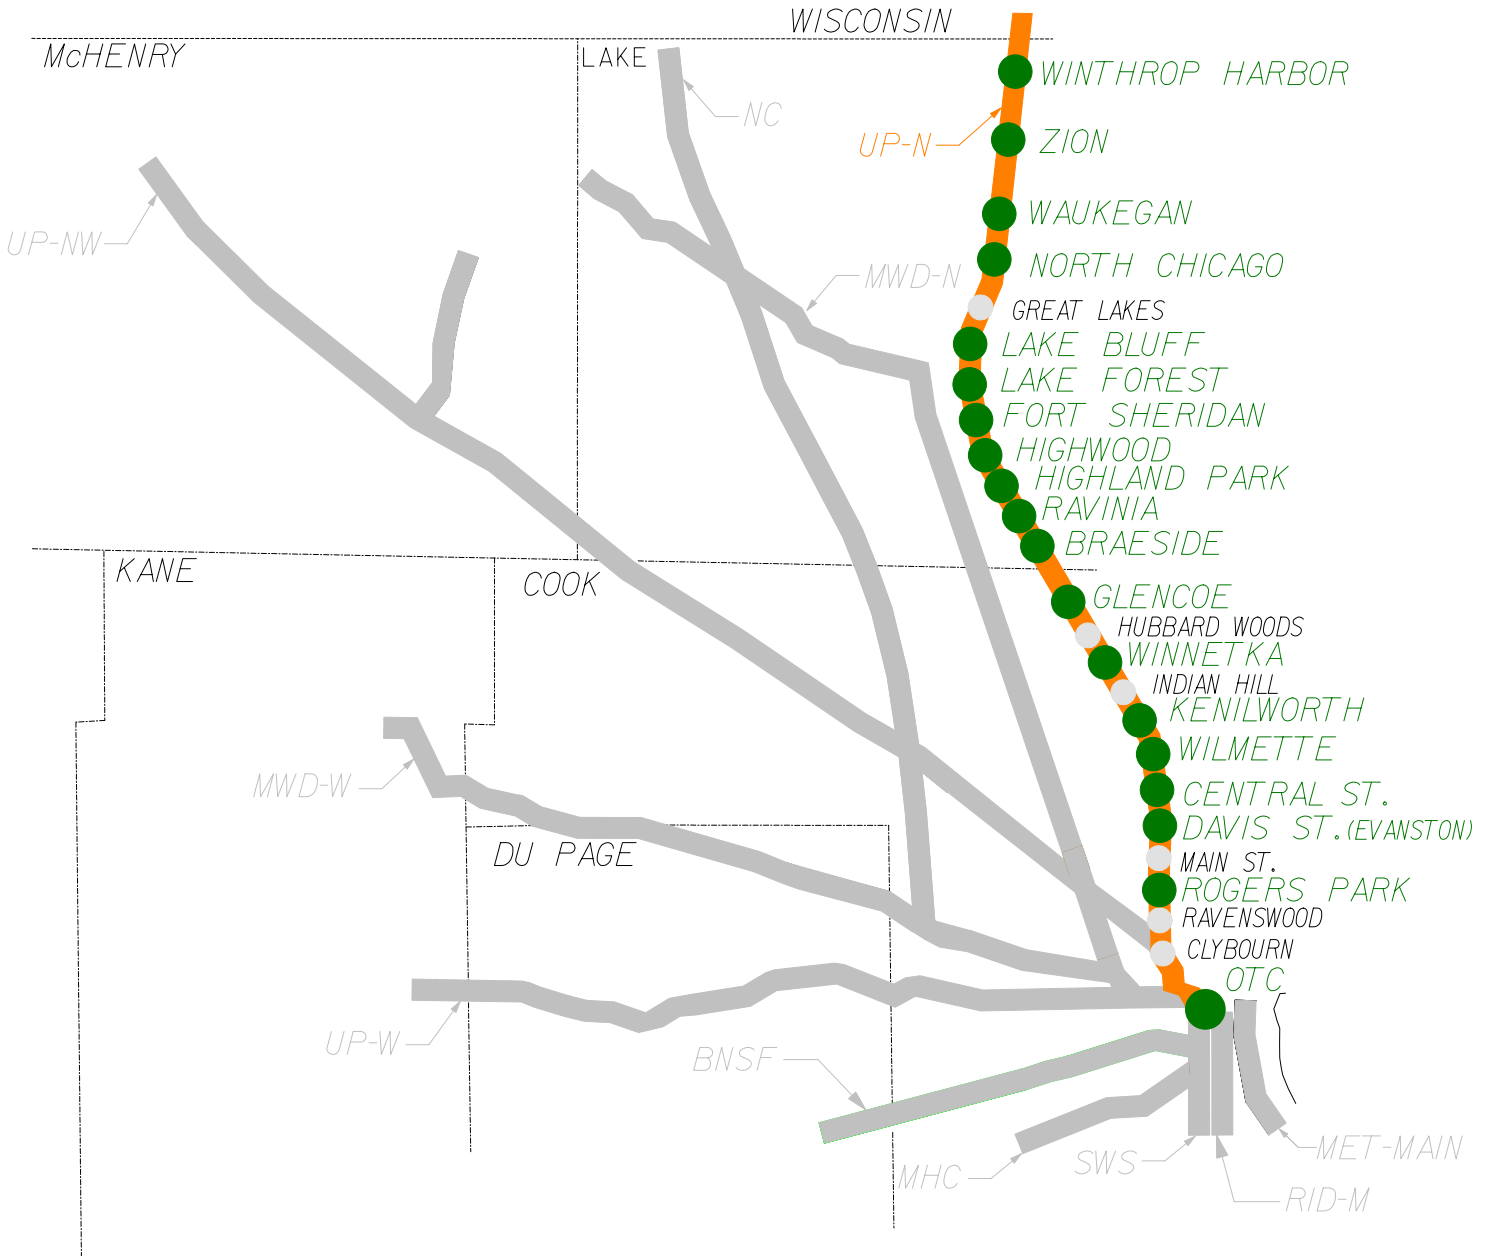 WISCONSIN
McHENRY
LAKE
WINTHROP HARBOR
NC
UP-N
ZION
WAUKEGAN
UP-NW
NORTH CHICAGO
MWD-N
GREAT LAKES
LAKE BLUFF
LAKE FOREST
FORT SHERIDAN
HIGHWOOD
HIGHLAND PARK
RAVINIA
BRAESIDE
KANE
COOK
GLENCOE
HUBBARD WOODS
WINNETKA
INDIAN HILL
KENILWORTH
WILMETTE
MWD-W
CENTRAL ST.
DAVIS ST.(EVANSTON)
DU PAGE
MAIN ST.
ROGERS PARK
RAVENSWOOD
CLYBOURN
OTC
UP-W
BNSF
MET-MAIN
SWS
MHC
RID-M